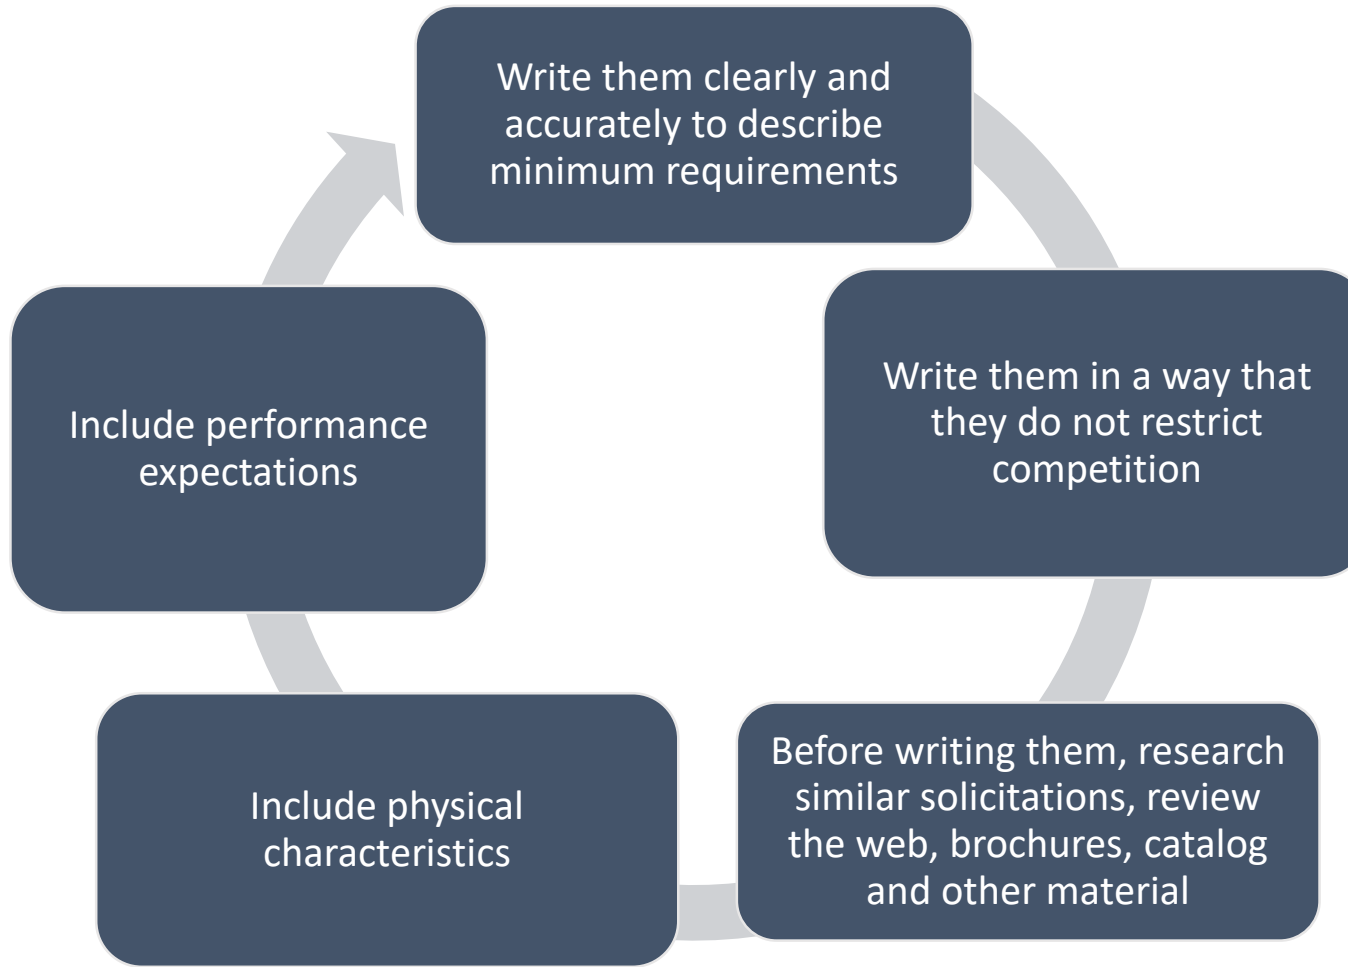 Write them clearly and
accurately to describe
minimum requirements
Write them in a way that
they do not restrict
competition
Before writing them, research
similar solicitations, review
the web, brochures, catalog
and other material
Include physical
characteristics
Include performance
expectations